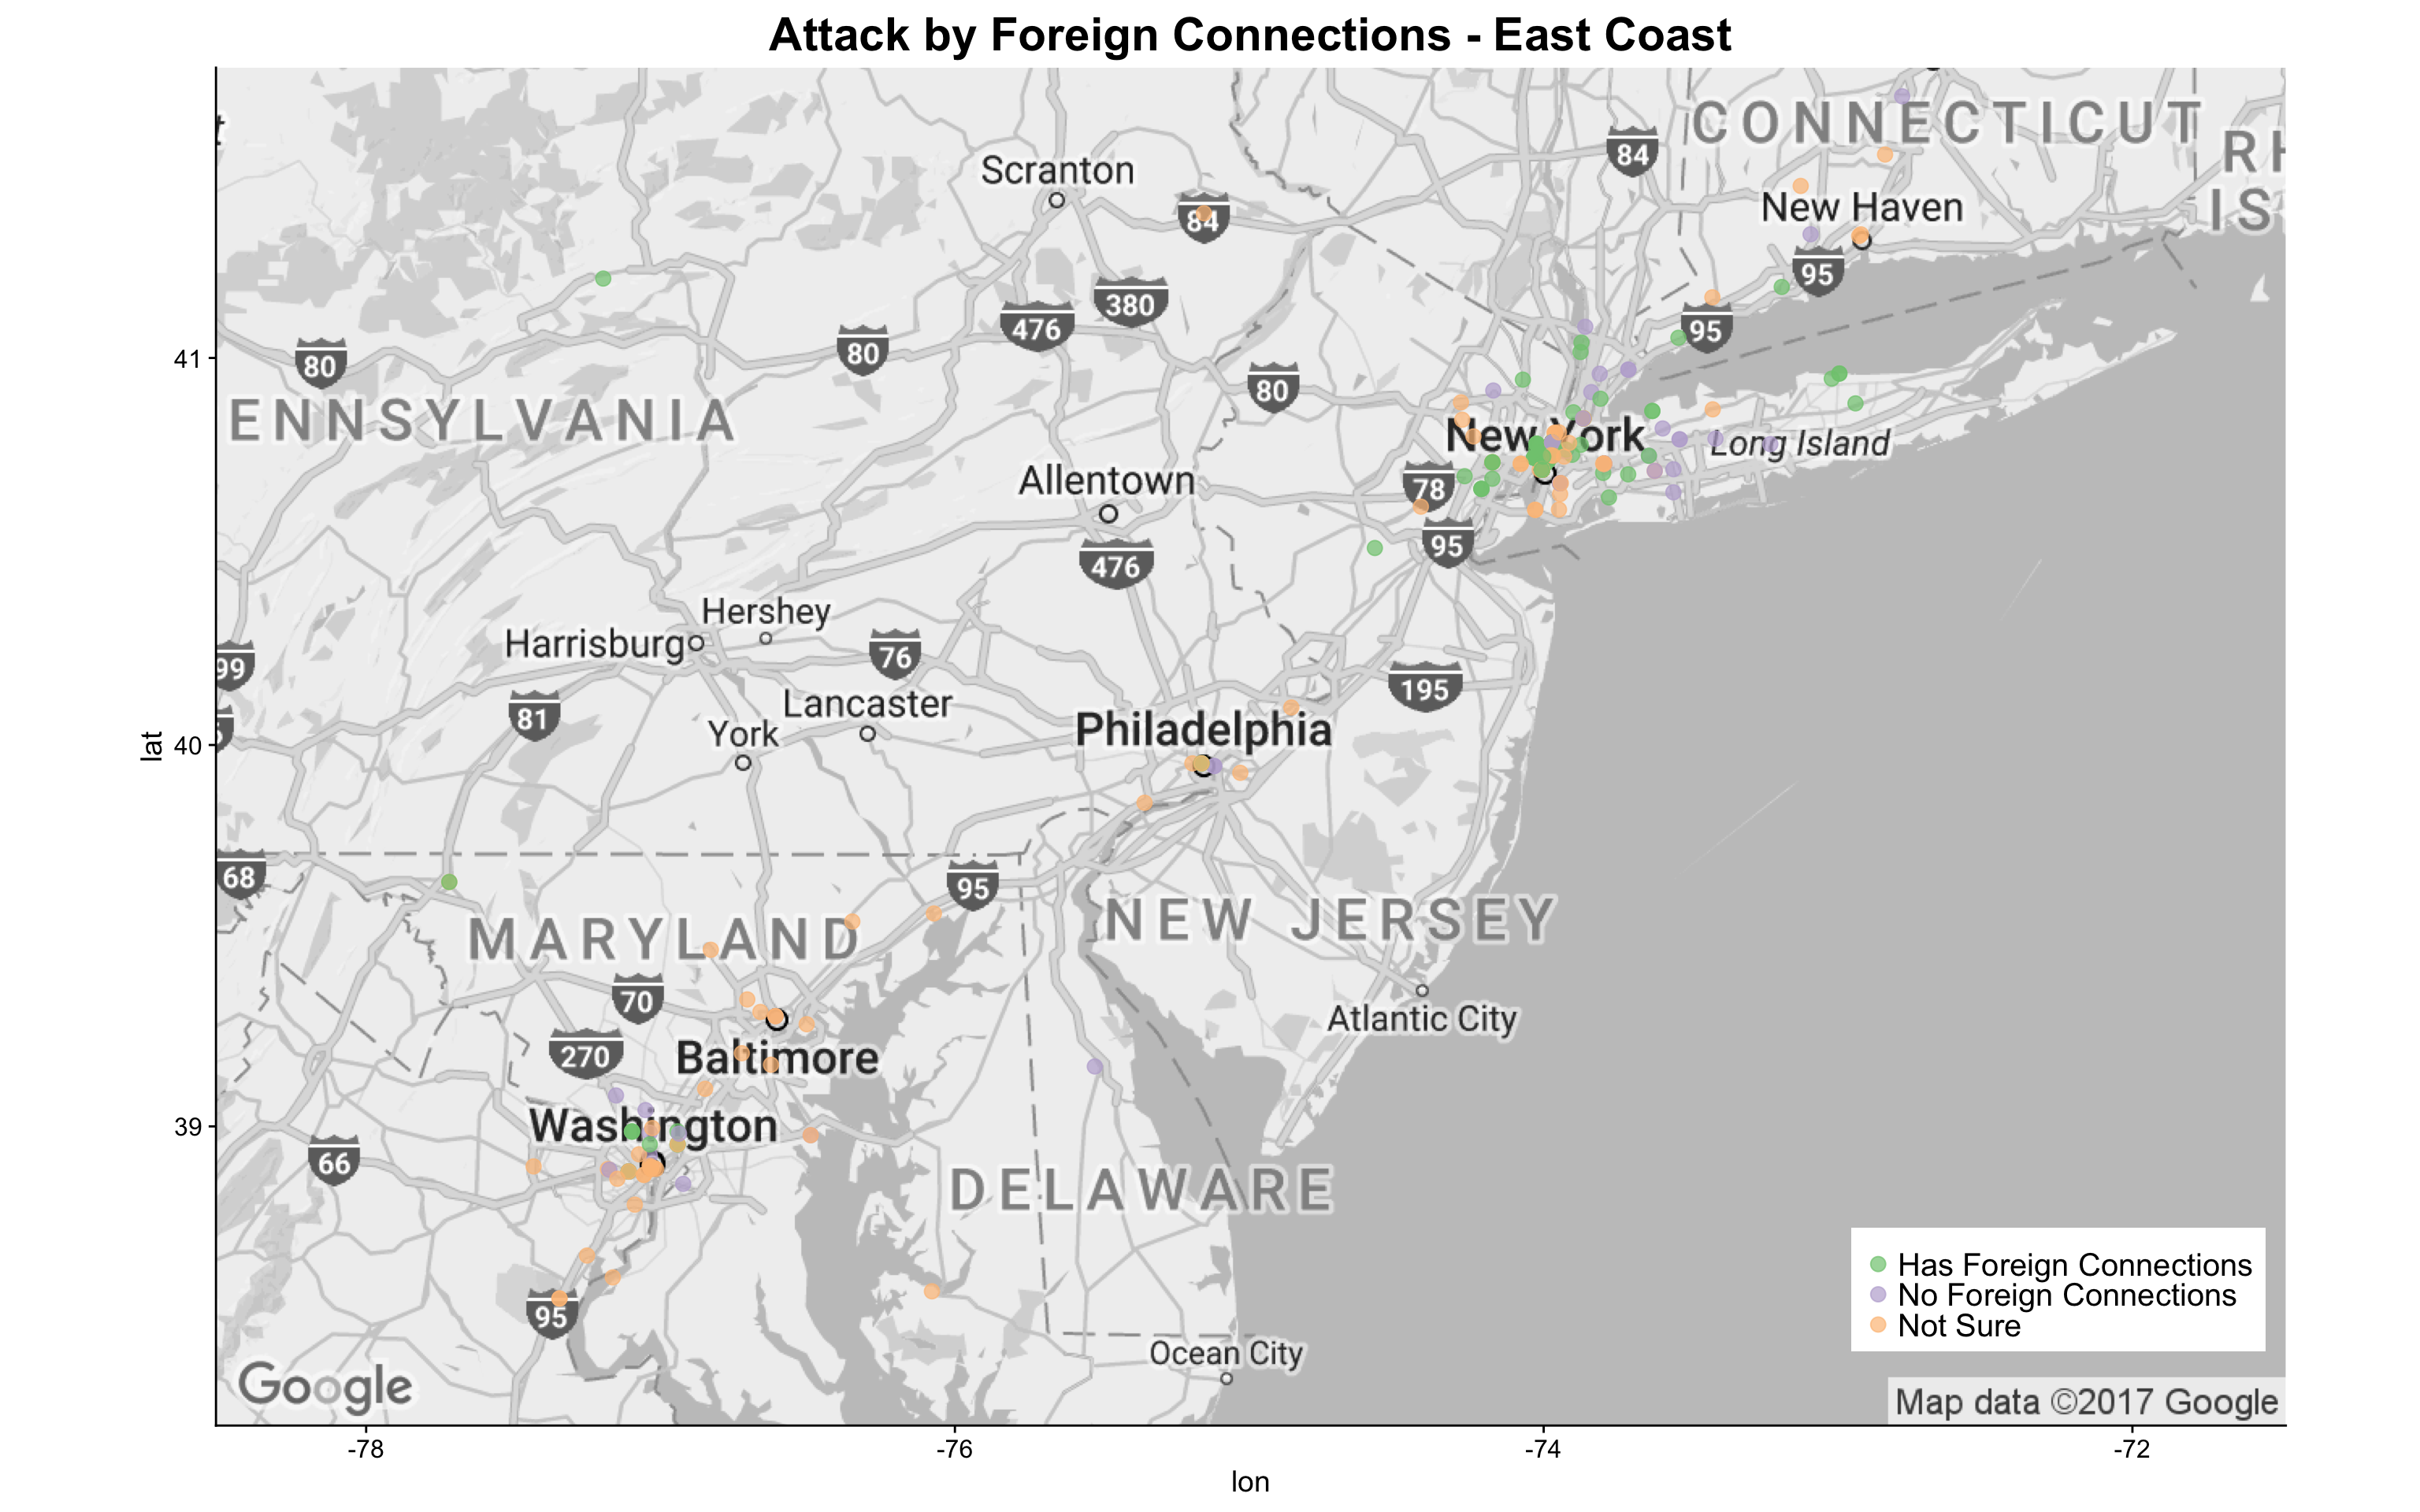 Attack by Foreign Connections - East Coast
CONNECTICUT
RH
IS
Scranton
84
84
New Haven
95
380
476
95
80
80
80
41
ENNSYLVANIA
New York
Long Island
Allentown
78
95
476
Hershey
Harrisburg
76
99
195
81
Lancaster
York
Philadelphia
lat
40
68
95
MARYLAND
NEW JERSEY
70
Atlantic City
270
Baltimore
Washington
39
66
DELAWARE
95
Has Foreign Connections
No Foreign Connections
Not Sure
Ocean City
Google
Map data ©2017 Google
-78
-76
-74
-72
lon